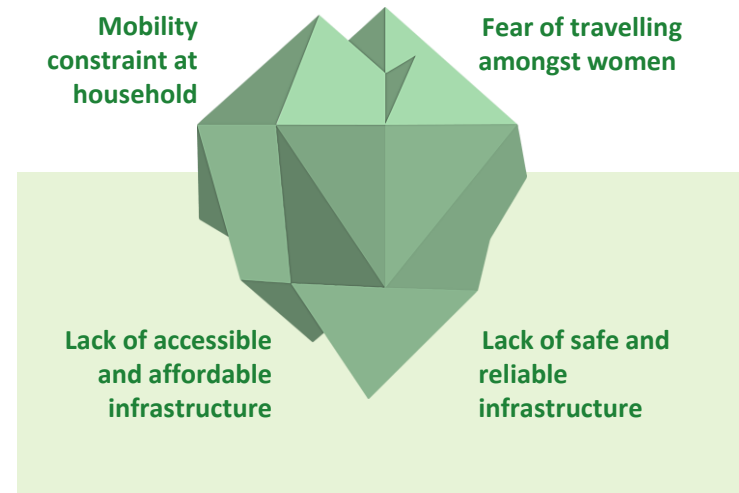 Mobility
constraint at
household
Fear of travelling
amongst women
Lack of accessible
and affordable
infrastructure
Lack of safe and
reliable
infrastructure